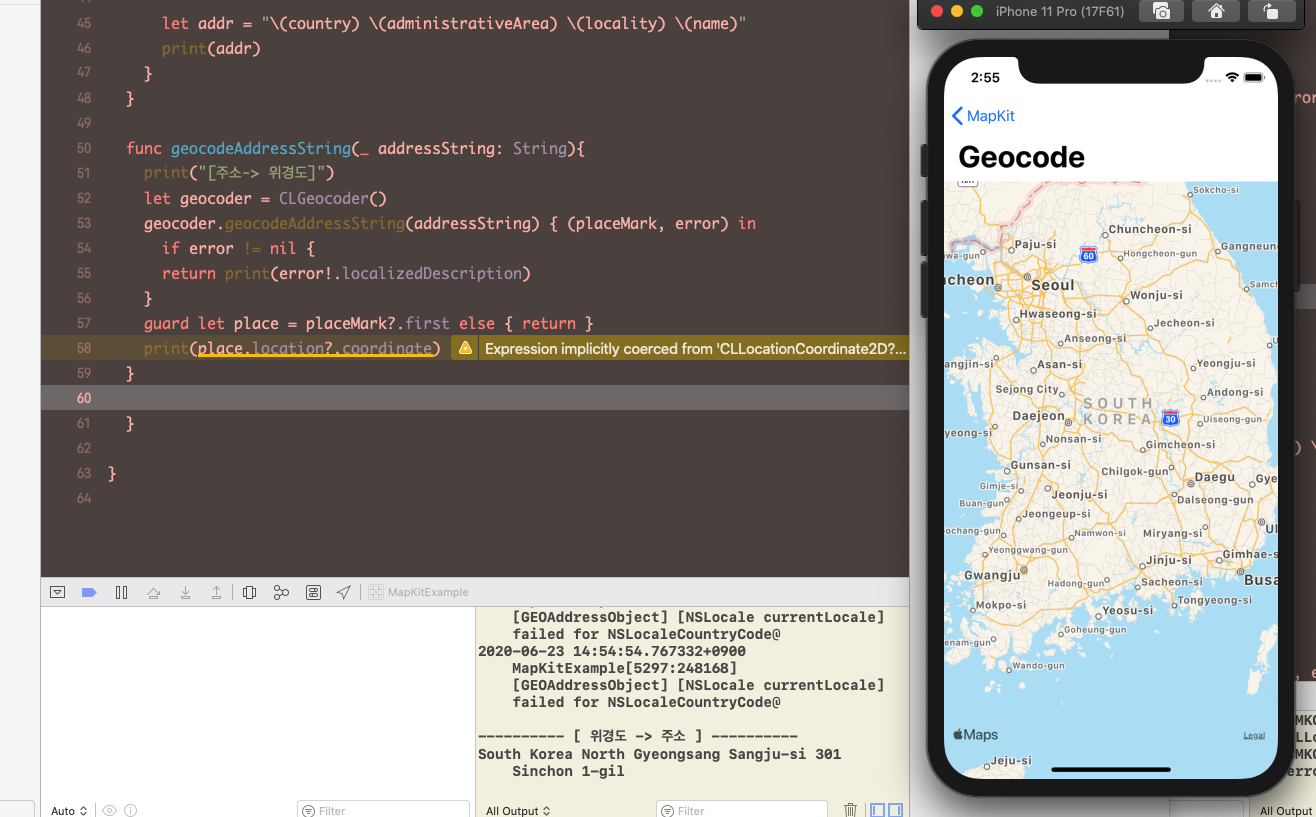 45 let addr = "\(country) \(administrativeArea) \(locality) \(name)"
46 print(addr)
47 }
48 }
49
50 func geocodeAddressString(_ addressString: String){
51 print("[주소-> 위경도]")
52 let geocoder = CLGeocoder()
53 geocoder.geocodeAddressString(addressString) { (placeMark, error) in
54 if error != nil {
55 return print(error!.localizedDescription)
56 }
57 guard let place = placeMark?.first else { return }
58 print(place.location?.coordinate) Expression implicitly coerced from 'CLLocationCoordinate2D?...
59 }
60
61 }
62
63 }
64
MapKitExample
[GEOAddressObject] [NSLocale currentLocale]
failed for NSLocaleCountryCode@
2020-06-23 14:54:54.767332+0900
MapKitExample[5297:248168]
[GEOAddressObject] [NSLocale currentLocale]
failed for NSLocaleCountryCode@
---------- [ 위경도 -> 주소 ] ----------
South Korea North Gyeongsang Sangju-si 301
Sinchon 1-gil
Auto
Filter
All Output
Filter
iPhone 11 Pro (17F61)
2:55
MapKit
Geocode
Sokcho-si
Chuncheon-si
Paju-si
Gangneun
wa-gun
60
Hongcheon-gun
ncheon
Seoul
Samch
Wonju-si
Hwaseong-si
Jecheon-si
Anseong-si
angjin-si
Asan-si
Yeongju-si
Sejong City
Andong-si
SOUTH
KOREA
Daejeon
30
Uiseong-gun
yeong-si
Nonsan-si
Gimcheon-si
Gunsan-si
Chilgok-gun
Daegu
Gye
Gimje-si
Jeonju-si
Buan-gun
Dalseong-gun
Jeongeup-si
Ul
ochang-gun
Namwon-si
Miryang-si
Yeonggwang-gun
Gimhae-s
Jinju-si
Gwangju
Hadong-gun
Sacheon-si
Busa
Mokpo-si
Yeosu-si
Tongyeong-si
Goheung-gun
enam-gun
Wando-gun
Maps
Legal
Jeju-si
All Output